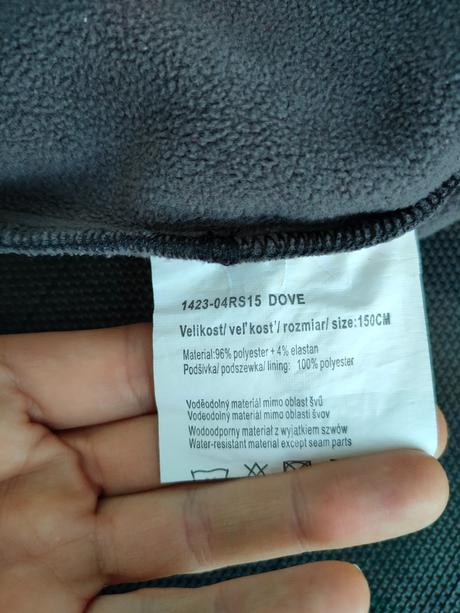 1423-04RS15 DOVE
Velikost/ veľkosť/ rozmiar/ size:150CM
Material:96% polyester + 4% elastan
Podšívka/ podszewka/ lining: 100% polyester
Voděodolný materiál mimo oblast švů
Vodeodolný materiál mimo oblasti švov
Wodoodporny materiał z wyjątkiem szwów
Water-resistant material except seam parts